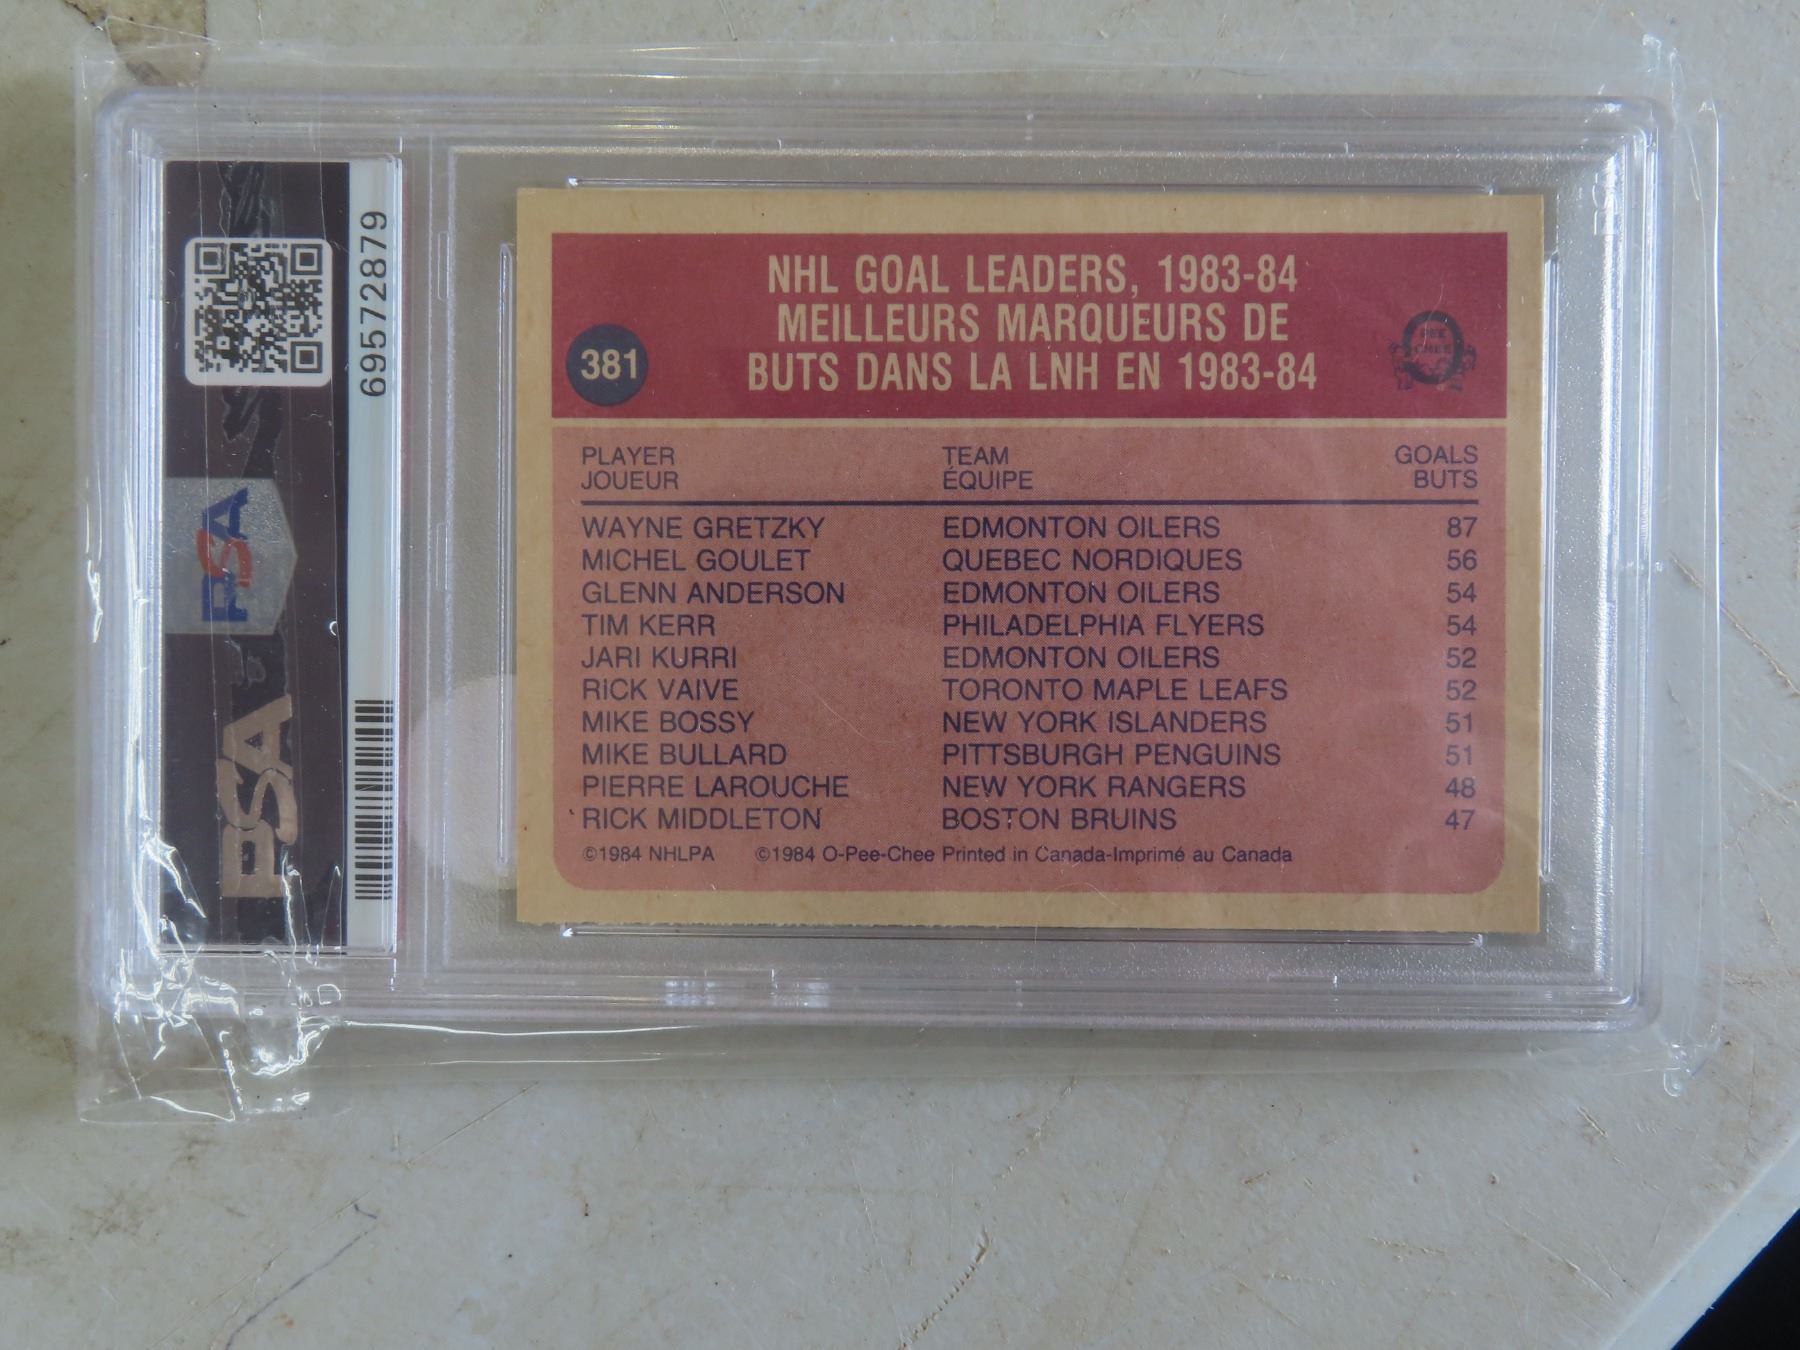 69572879
PSA
PSA
NHL GOAL LEADERS, 1983-84
MEILLEURS MARQUEURS DE
BUTS DANS LA LNH EN 1983-84
381
PEE
CHEE
PLAYER TEAM GOALS
JOUEUR ÉQUIPE BUTS
WAYNE GRETZKY EDMONTON OILERS 87
MICHEL GOULET QUEBEC NORDIQUES 56
GLENN ANDERSON EDMONTON OILERS 54
TIM KERR PHILADELPHIA FLYERS 54
JARI KURRI EDMONTON OILERS 52
RICK VAIVE TORONTO MAPLE LEAFS 52
MIKE BOSSY NEW YORK ISLANDERS 51
MIKE BULLARD PITTSBURGH PENGUINS 51
PIERRE LAROUCHE NEW YORK RANGERS 48
RICK MIDDLETON BOSTON BRUINS 47
©1984 NHLPA ©1984 O-Pee-Chee Printed in Canada-Imprimé au Canada